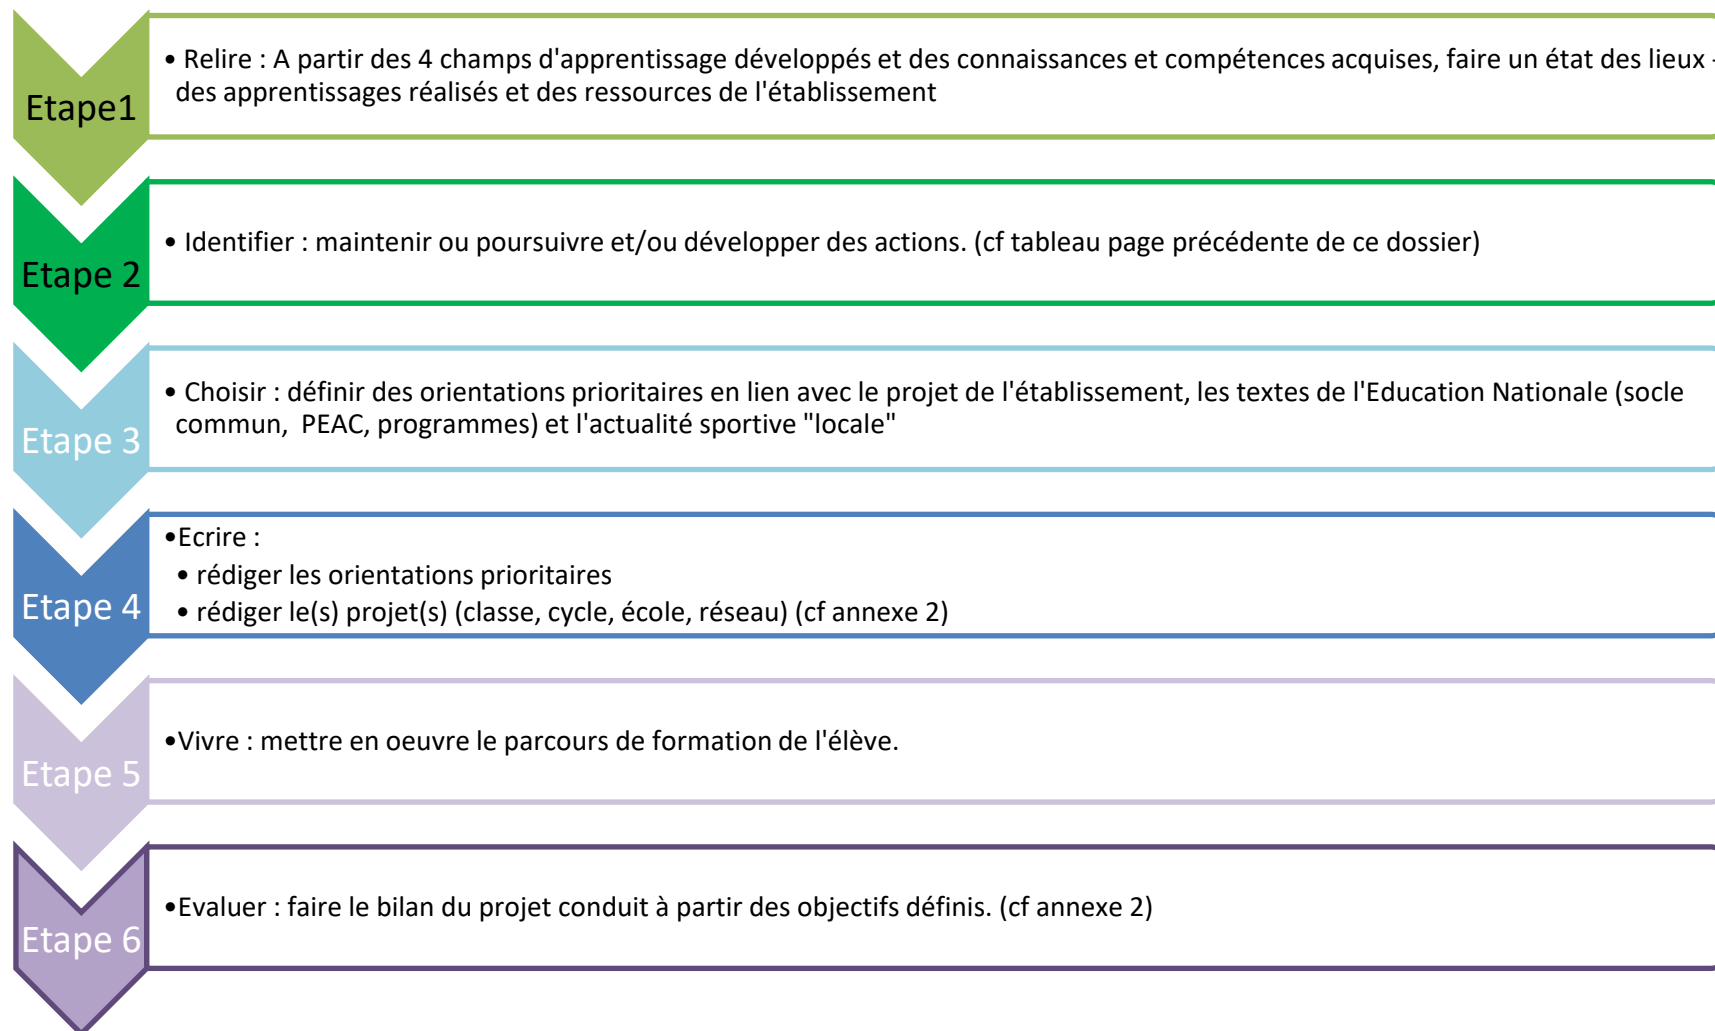 Etape1
• Relire : A partir des 4 champs d'apprentissage développés et des connaissances et compétences acquises, faire un état des lieux -
des apprentissages réalisés et des ressources de l'établissement
Etape 2
• Identifier : maintenir ou poursuivre et/ou développer des actions. (cf tableau page précédente de ce dossier)
Etape 3
• Choisir : définir des orientations prioritaires en lien avec le projet de l'établissement, les textes de l'Education Nationale (socle
commun, PEAC, programmes) et l'actualité sportive "locale"
Etape 4
•Ecrire :
• rédiger les orientations prioritaires
• rédiger le(s) projet(s) (classe, cycle, école, réseau) (cf annexe 2)
Etape 5
•Vivre : mettre en oeuvre le parcours de formation de l'élève.
Etape 6
•Evaluer : faire le bilan du projet conduit à partir des objectifs définis. (cf annexe 2)